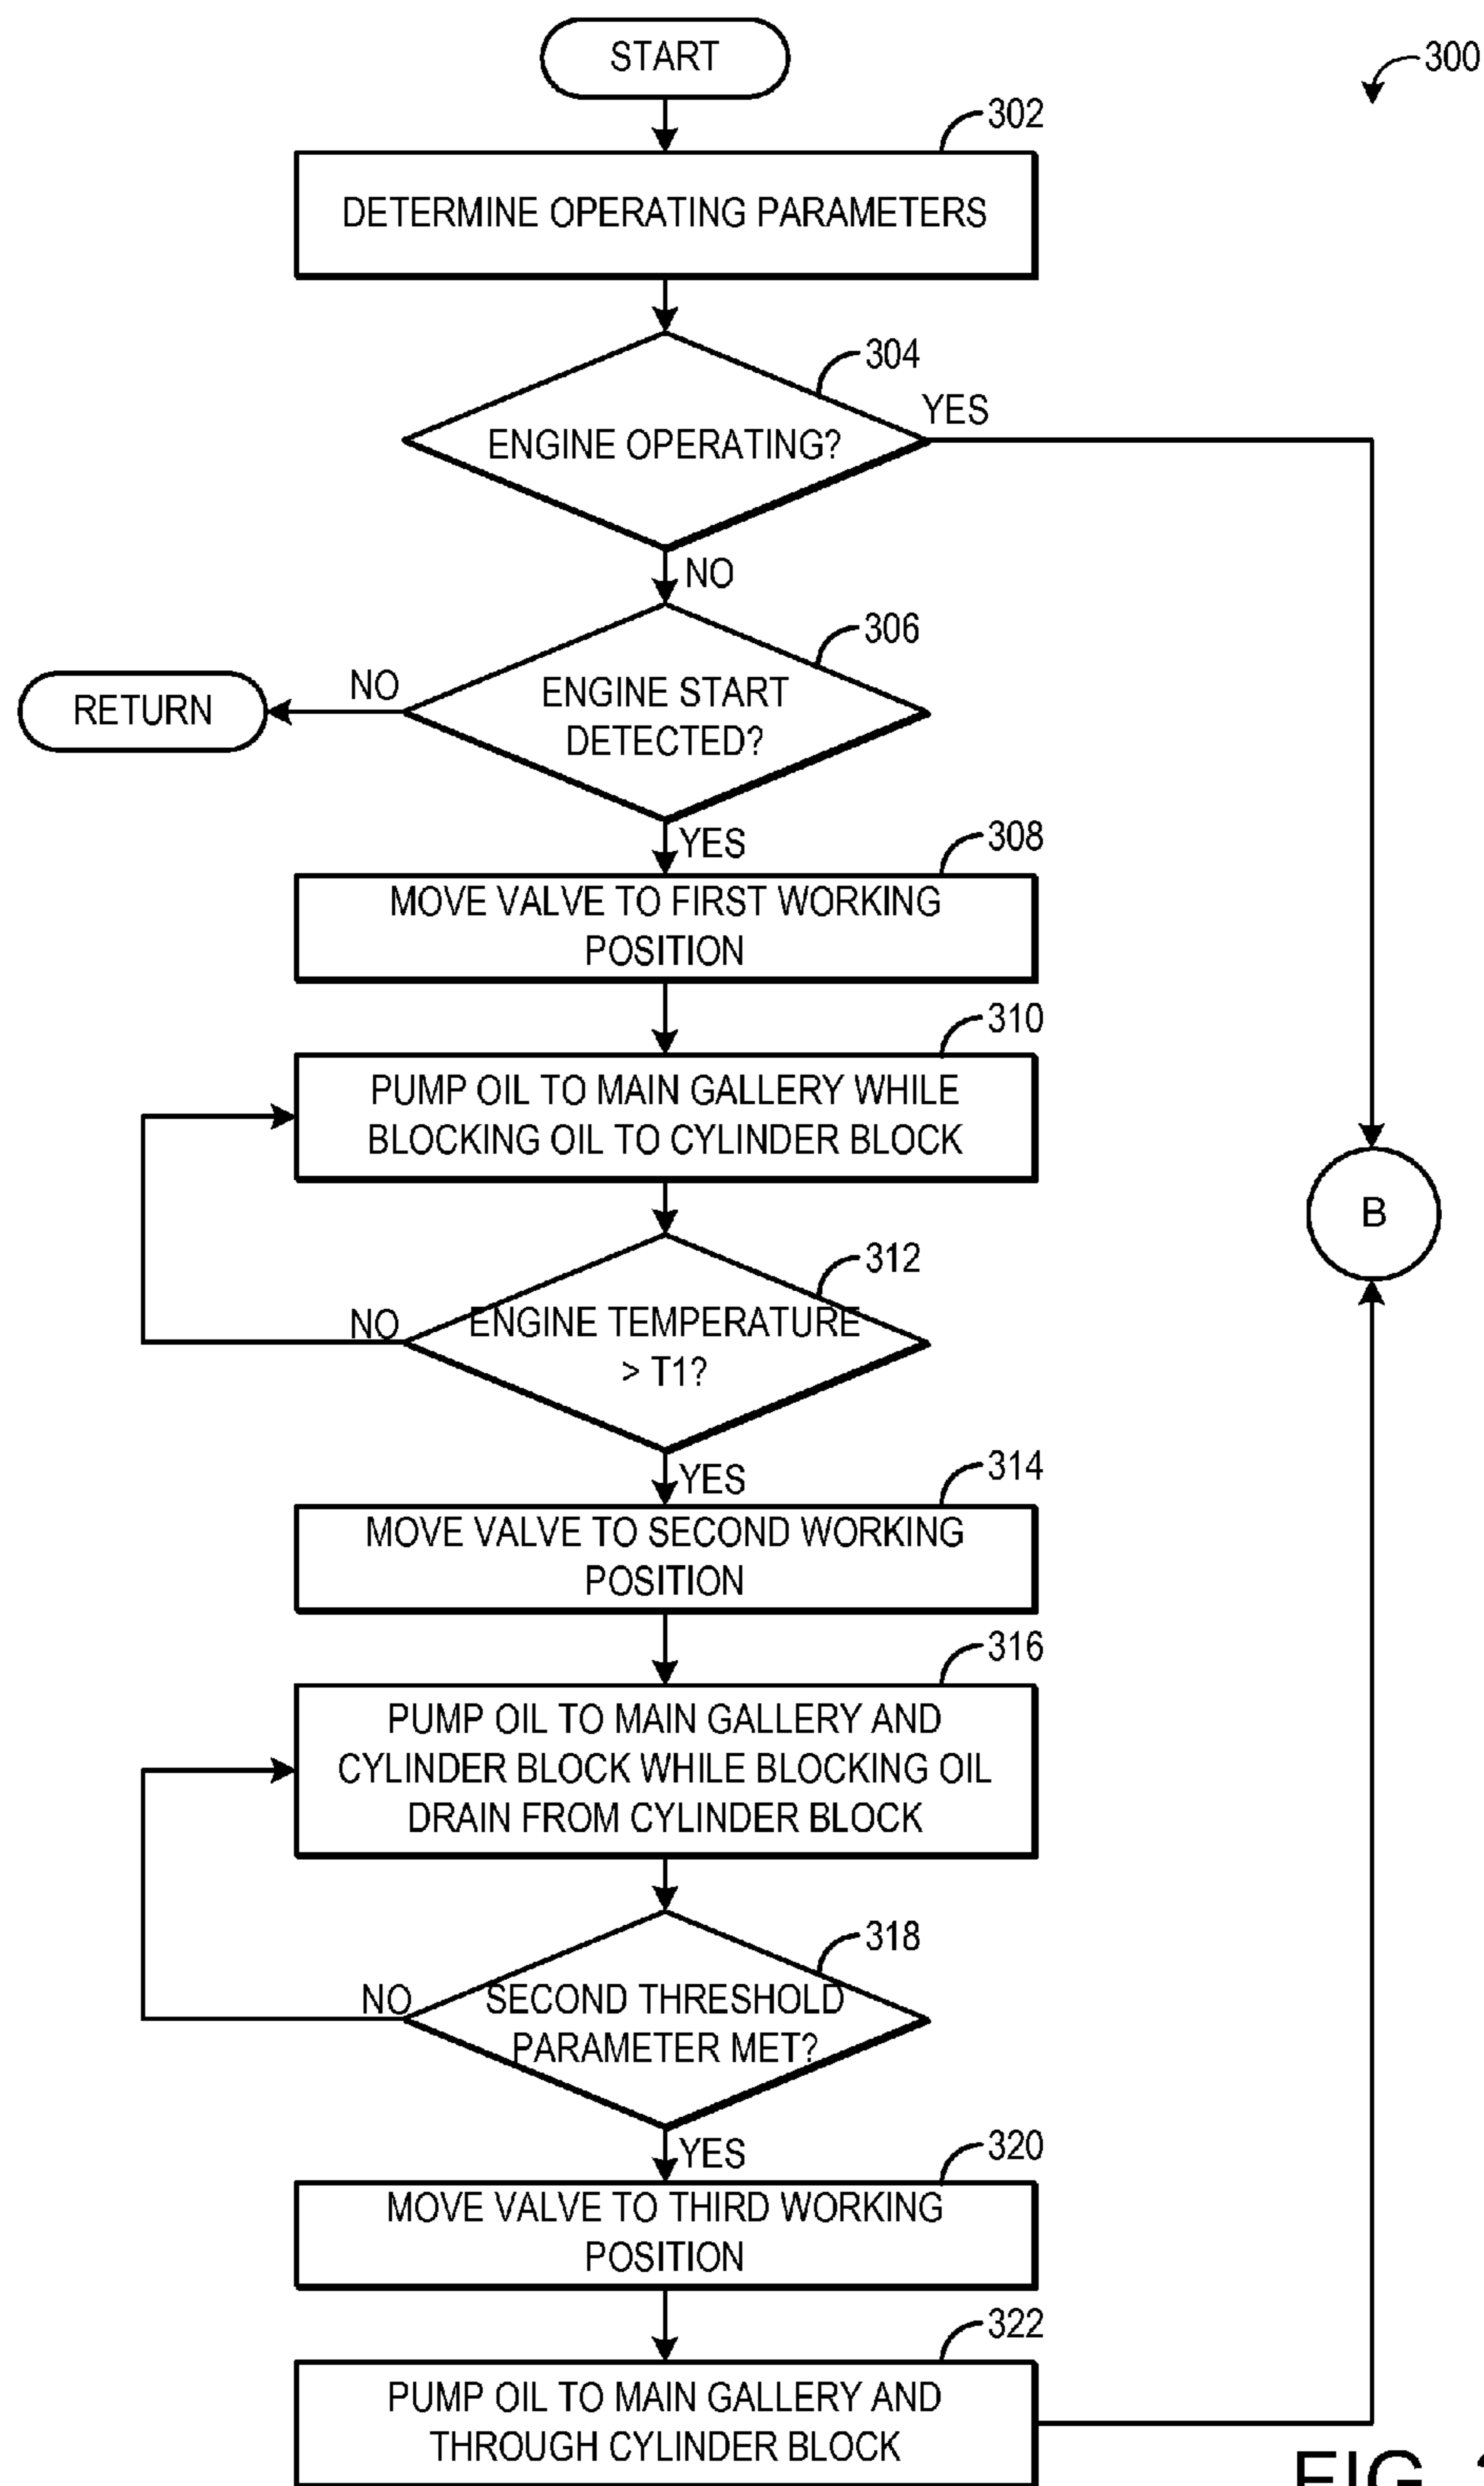 START
300
302
DETERMINE OPERATING PARAMETERS
304
YES
ENGINE OPERATING?
NO
306
NO
ENGINE START
DETECTED?
RETURN
YES
308
MOVE VALVE TO FIRST WORKING
POSITION
310
PUMP OIL TO MAIN GALLERY WHILE
BLOCKING OIL TO CYLINDER BLOCK
B
312
NO
ENGINE TEMPERATURE
> T1?
YES
314
MOVE VALVE TO SECOND WORKING
POSITION
316
PUMP OIL TO MAIN GALLERY AND
CYLINDER BLOCK WHILE BLOCKING OIL
DRAIN FROM CYLINDER BLOCK
318
NO
SECOND THRESHOLD
PARAMETER MET?
YES
320
MOVE VALVE TO THIRD WORKING
POSITION
322
PUMP OIL TO MAIN GALLERY AND
THROUGH CYLINDER BLOCK
FIG.